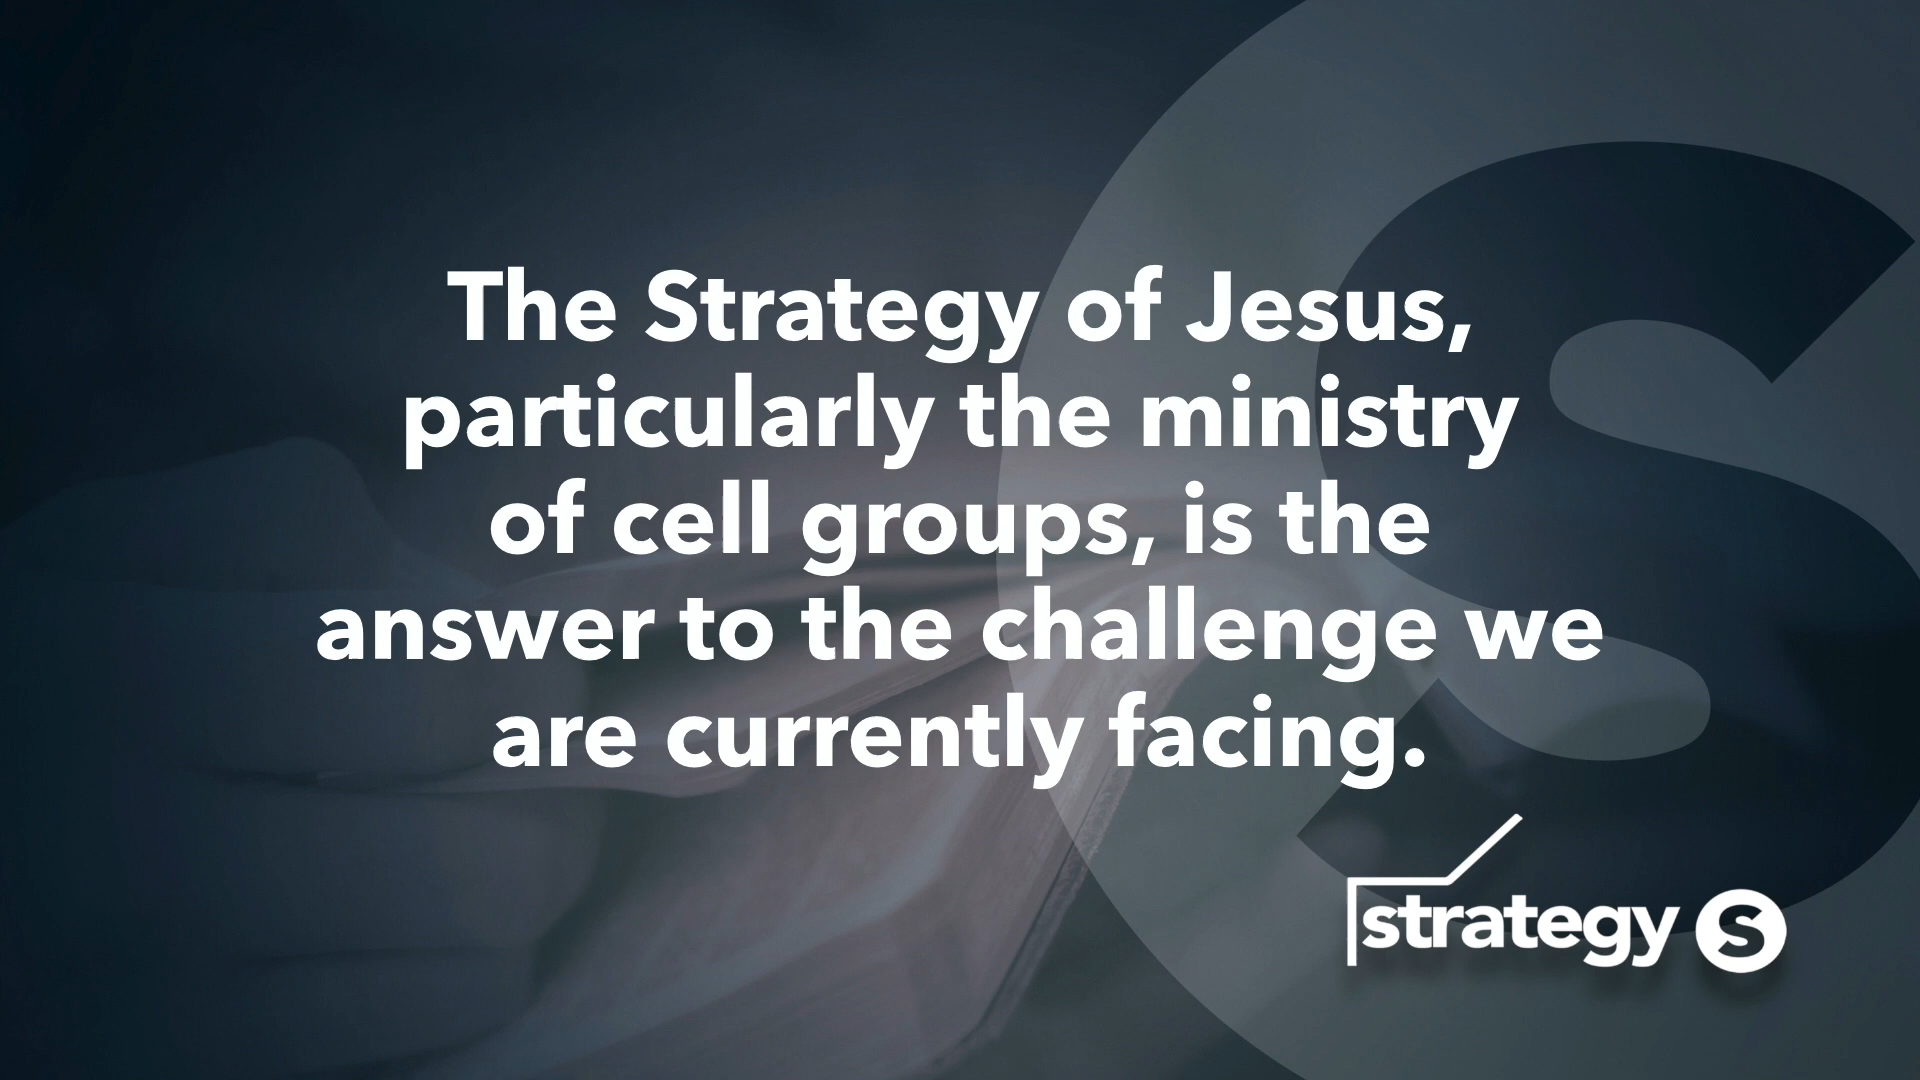 The Strategy of Jesus,
particularly the ministry
of cell groups, is the
answer to the challenge we
are currently facing.
strategy S